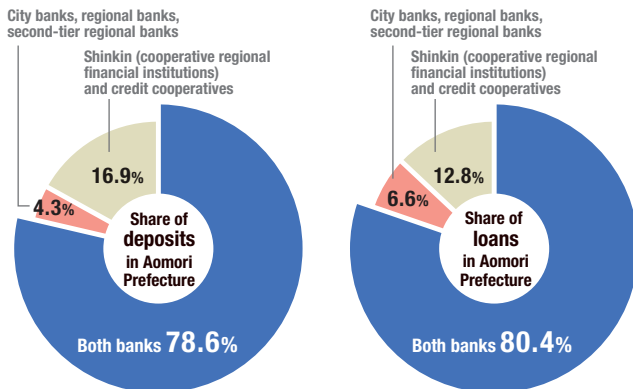 City banks, regional banks,
second-tier regional banks
Shinkin (cooperative regional
financial institutions)
and credit cooperatives
16.9%
4.3%
Share of
deposits
in Aomori
Prefecture
Both banks 78.6%
City banks, regional banks,
second-tier regional banks
Shinkin (cooperative regional
financial institutions)
and credit cooperatives
12.8%
6.6%
Share of
loans
in Aomori
Prefecture
Both banks 80.4%